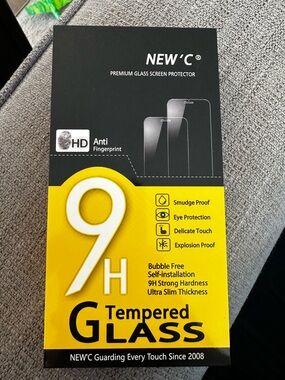 NEW'C®
PREMIUM GLASS SCREEN PROTECTOR
HD Anti
Fingerprint
Smudge Proof
Eye Protection
Delicate Touch
Explosion Proof
9H
Bubble Free
Self-installation
9H Strong Hardness
Ultra Slim Thickness
Tempered
GLASS
NEW'C Guarding Every Touch Since 2008